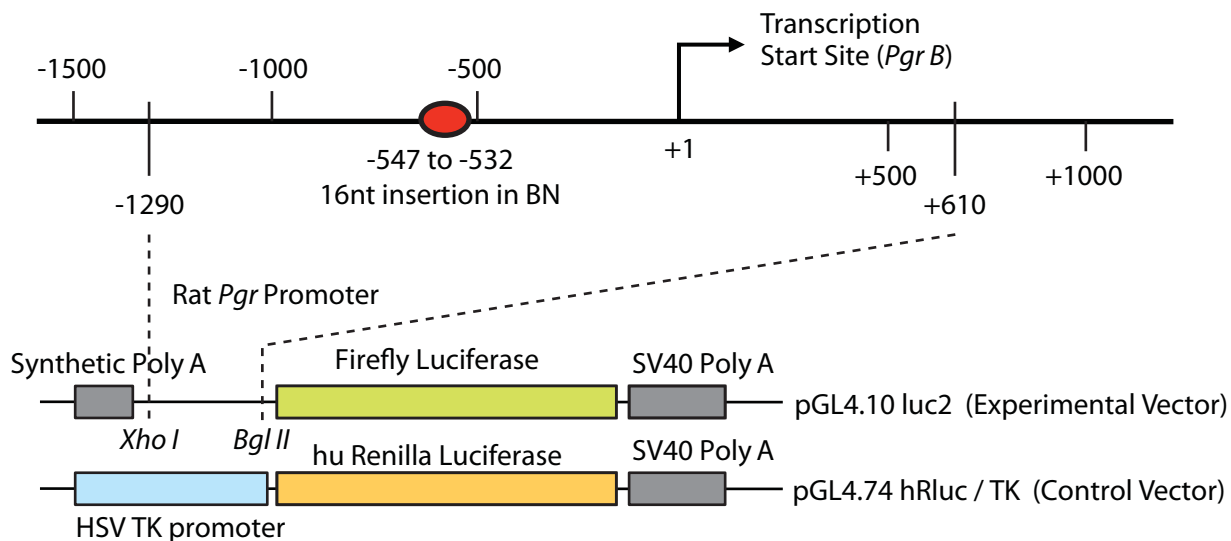 Transcription
Start Site (Pgr B)
-1500
-1000
-500
-547 to -532
16nt insertion in BN
+1
+500
+1000
-1290
+610
Rat Pgr Promoter
Synthetic Poly A
Firefly Luciferase
SV40 Poly A
pGL4.10 luc2 (Experimental Vector)
Xho I
Bgl II
hu Renilla Luciferase
SV40 Poly A
pGL4.74 hRluc / TK (Control Vector)
HSV TK promoter